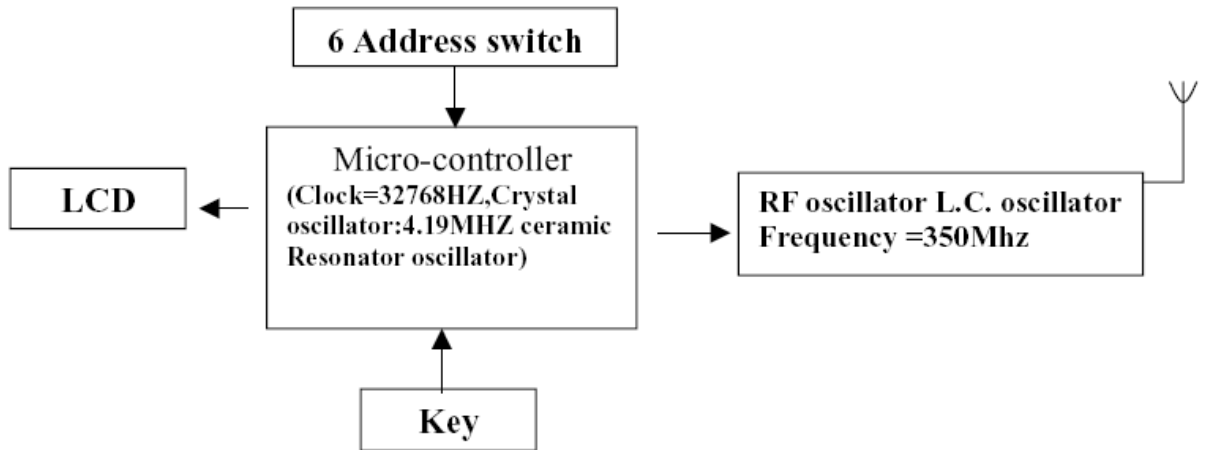 6 Address switch
Micro-controller
(Clock=32768HZ,Crystal
oscillator:4.19MHZ ceramic
Resonator oscillator)
LCD
RF oscillator L.C. oscillator
Frequency =350Mhz
Key